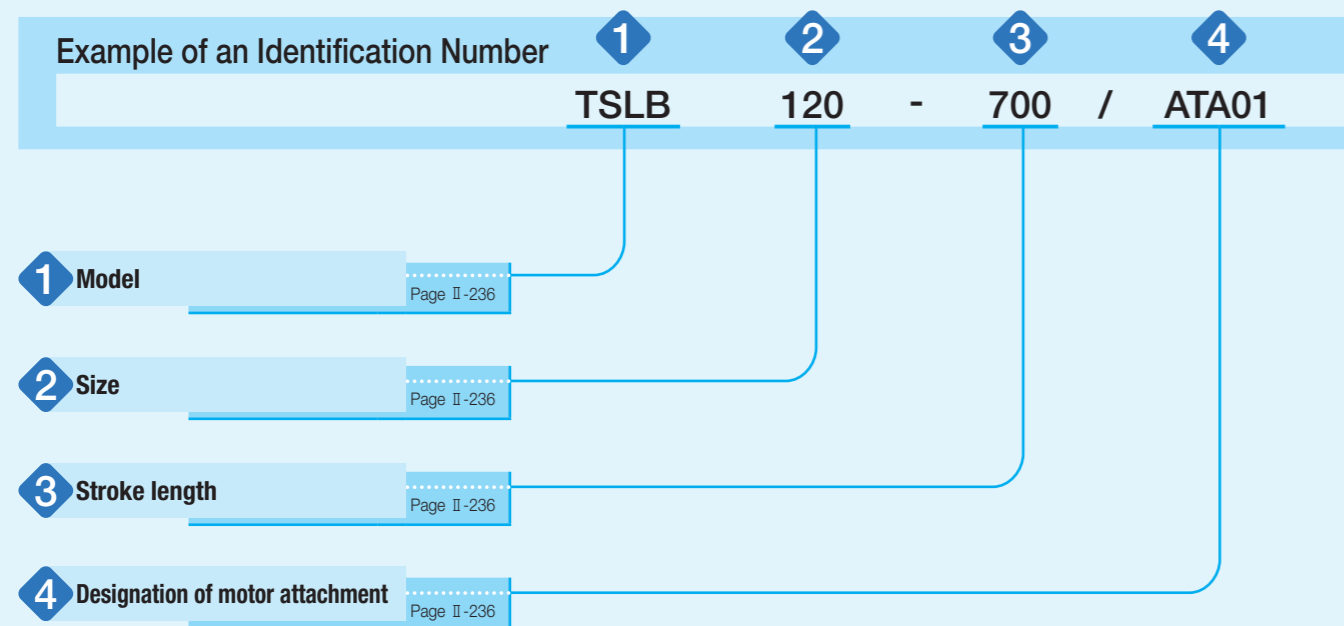 Example of an Identification Number 1 2 3 4
TSLB 120 - 700 / ATA01
1 Model
Page Ⅱ-236
2 Size
Page Ⅱ-236
3 Stroke length
Page Ⅱ-236
4 Designation of motor attachment
Page Ⅱ-236